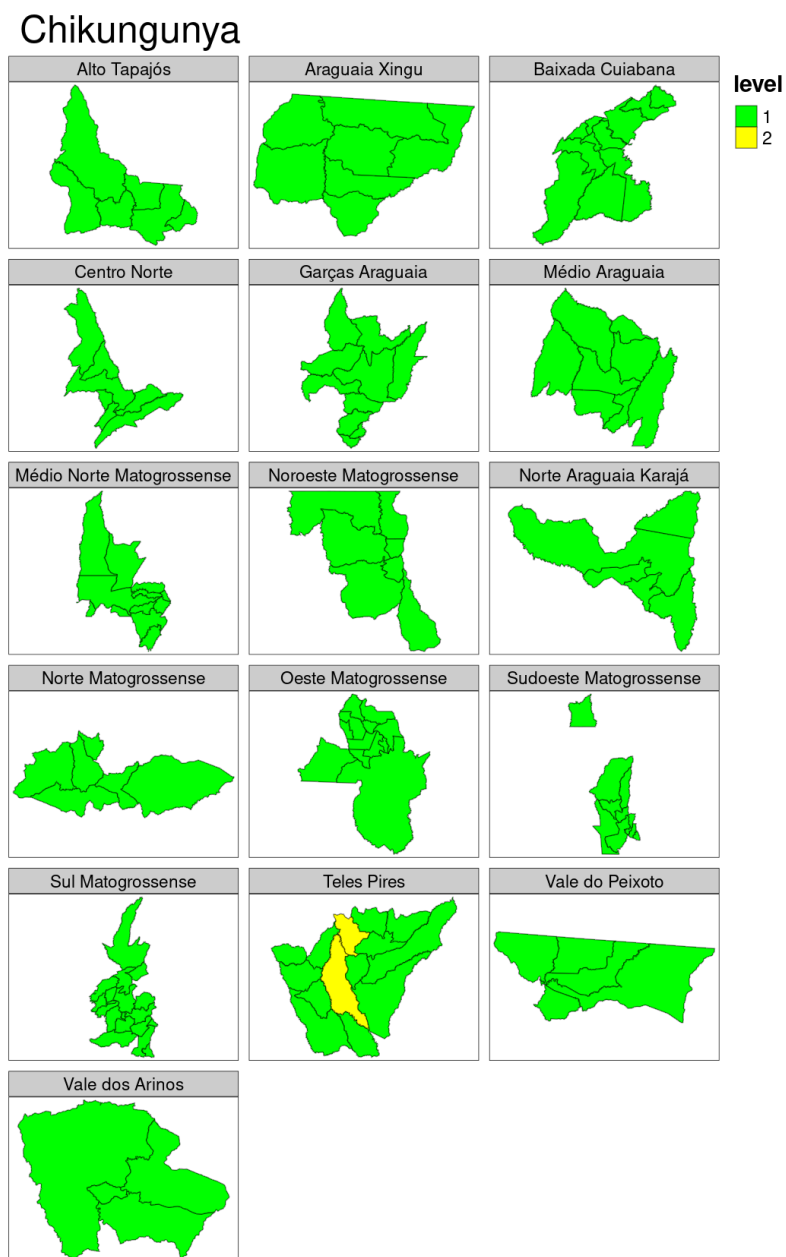 Chikungunya
Alto Tapajós
Araguaia Xingu
Baixada Cuiabana
level
1
2
Centro Norte
Garças Araguaia
Médio Araguaia
Médio Norte Matogrossense
Noroeste Matogrossense
Norte Araguaia Karajá
Norte Matogrossense
Oeste Matogrossense
Sudoeste Matogrossense
Sul Matogrossense
Teles Pires
Vale do Peixoto
Vale dos Arinos